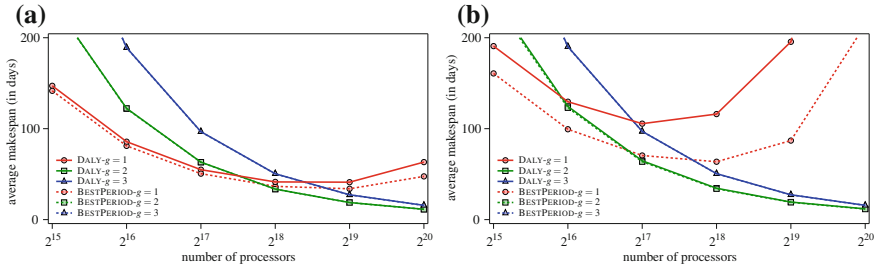 (a)
average makespan (in days)
200
100
0
DALY-g = 1
DALY-g = 2
DALY-g = 3
BESTPERIOD-g = 1
BESTPERIOD-g = 2
BESTPERIOD-g = 3
2^15 2^16 2^17 2^18 2^19 2^20
number of processors
(b)
average makespan (in days)
200
100
0
DALY-g = 1
DALY-g = 2
DALY-g = 3
BESTPERIOD-g = 1
BESTPERIOD-g = 2
BESTPERIOD-g = 3
2^15 2^16 2^17 2^18 2^19 2^20
number of processors